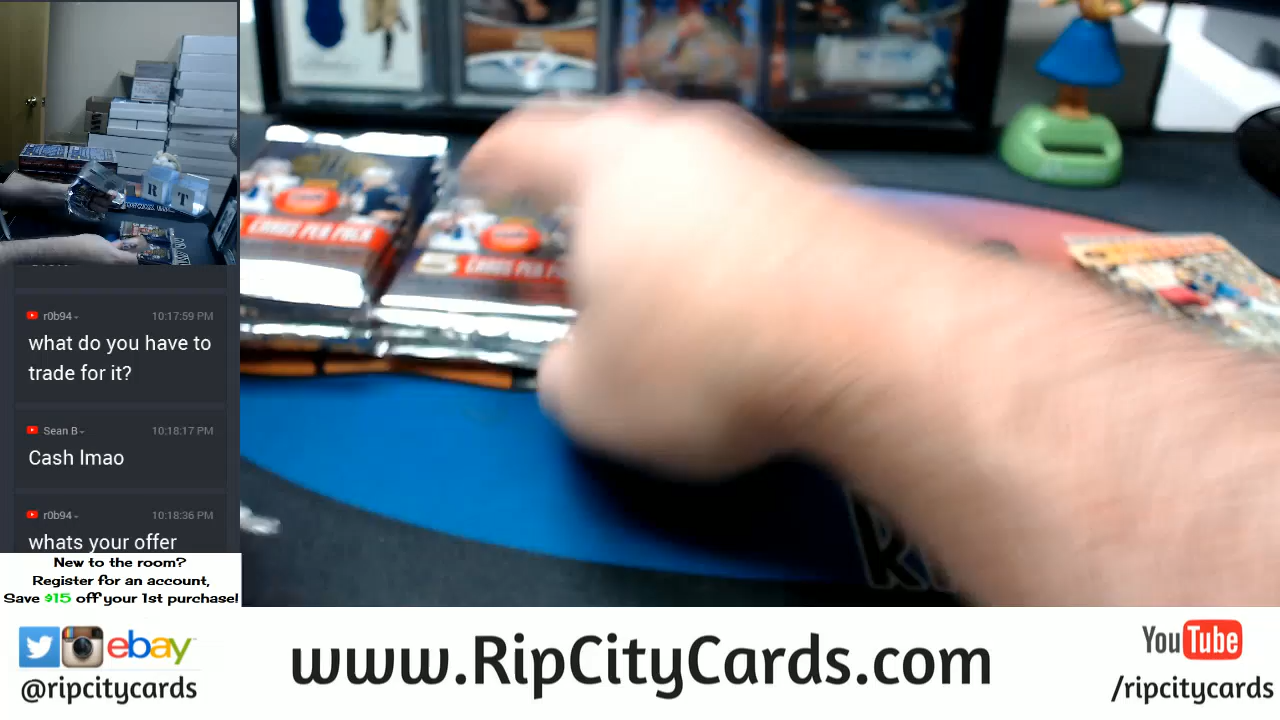 r0b94
10:17:59 PM
what do you have to
trade for it?
Sean B
10:18:17 PM
Cash lmao
r0b94
10:18:36 PM
whats your offer
New to the room?
Register for an account,
Save $15 off your 1st purchase!
R
T
CARDS PER PACK
5 CARDS PER
ebay
@ripcitycards
www.RipCityCards.com
YouTube
/ripcitycards